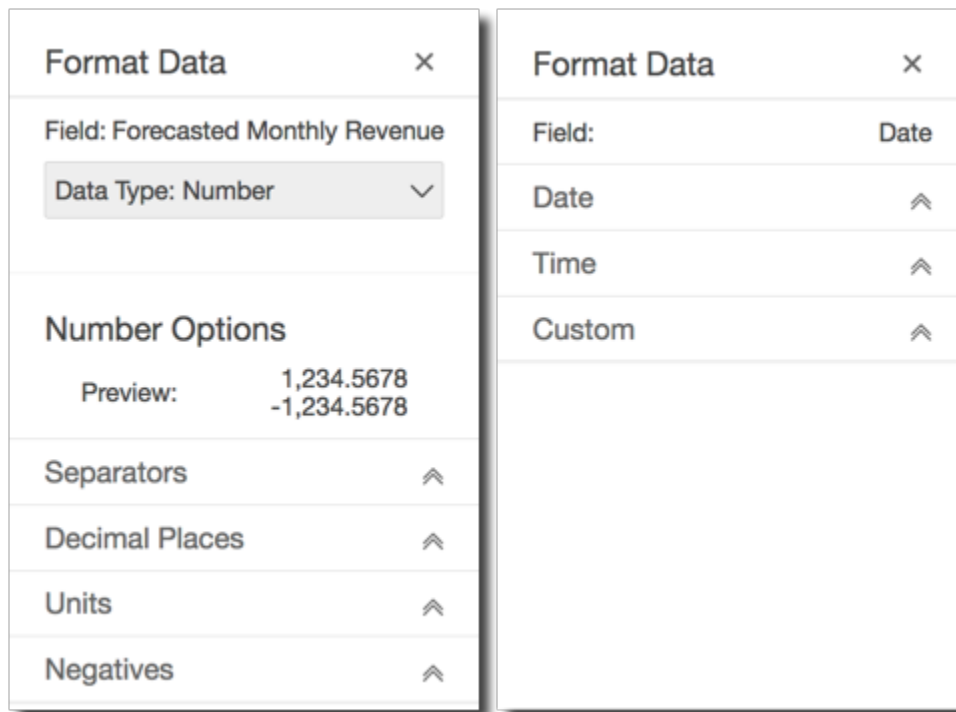 Format Data
Field: Forecasted Monthly Revenue
Data Type: Number
Number Options
Preview: 1,234.5678
-1,234.5678
Separators
Decimal Places
Units
Negatives
Format Data
Field: Date
Date
Time
Custom